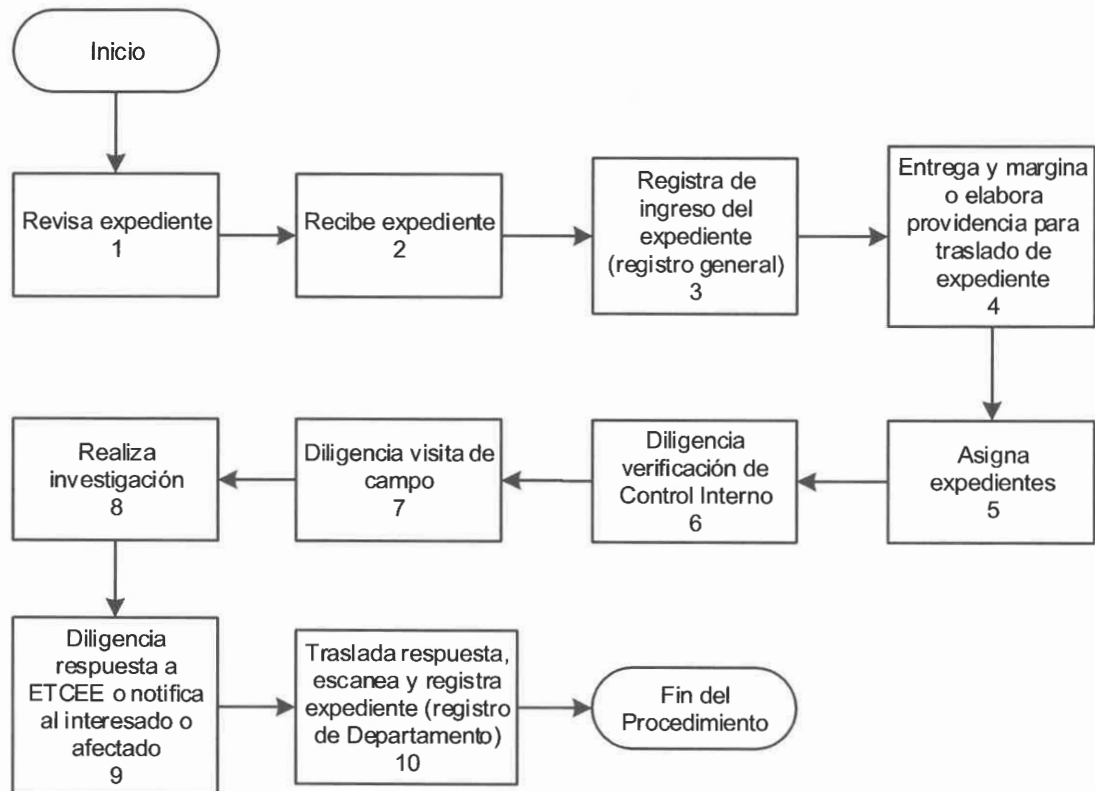 Inicio
Revisa expediente
1
Recibe expediente
2
Registra de
ingreso del
expediente
(registro general)
3
Entrega y margina
o elabora
providencia para
traslado de
expediente
4
Asigna
expedientes
5
Diligencia
verificación de
Control Interno
6
Diligencia visita de
campo
7
Realiza
investigación
8
Diligencia
respuesta a
ETCEE o notifica
al interesado o
afectado
9
Traslada respuesta,
escanea y registra
expediente (registro
de Departamento)
10
Fin del
Procedimiento